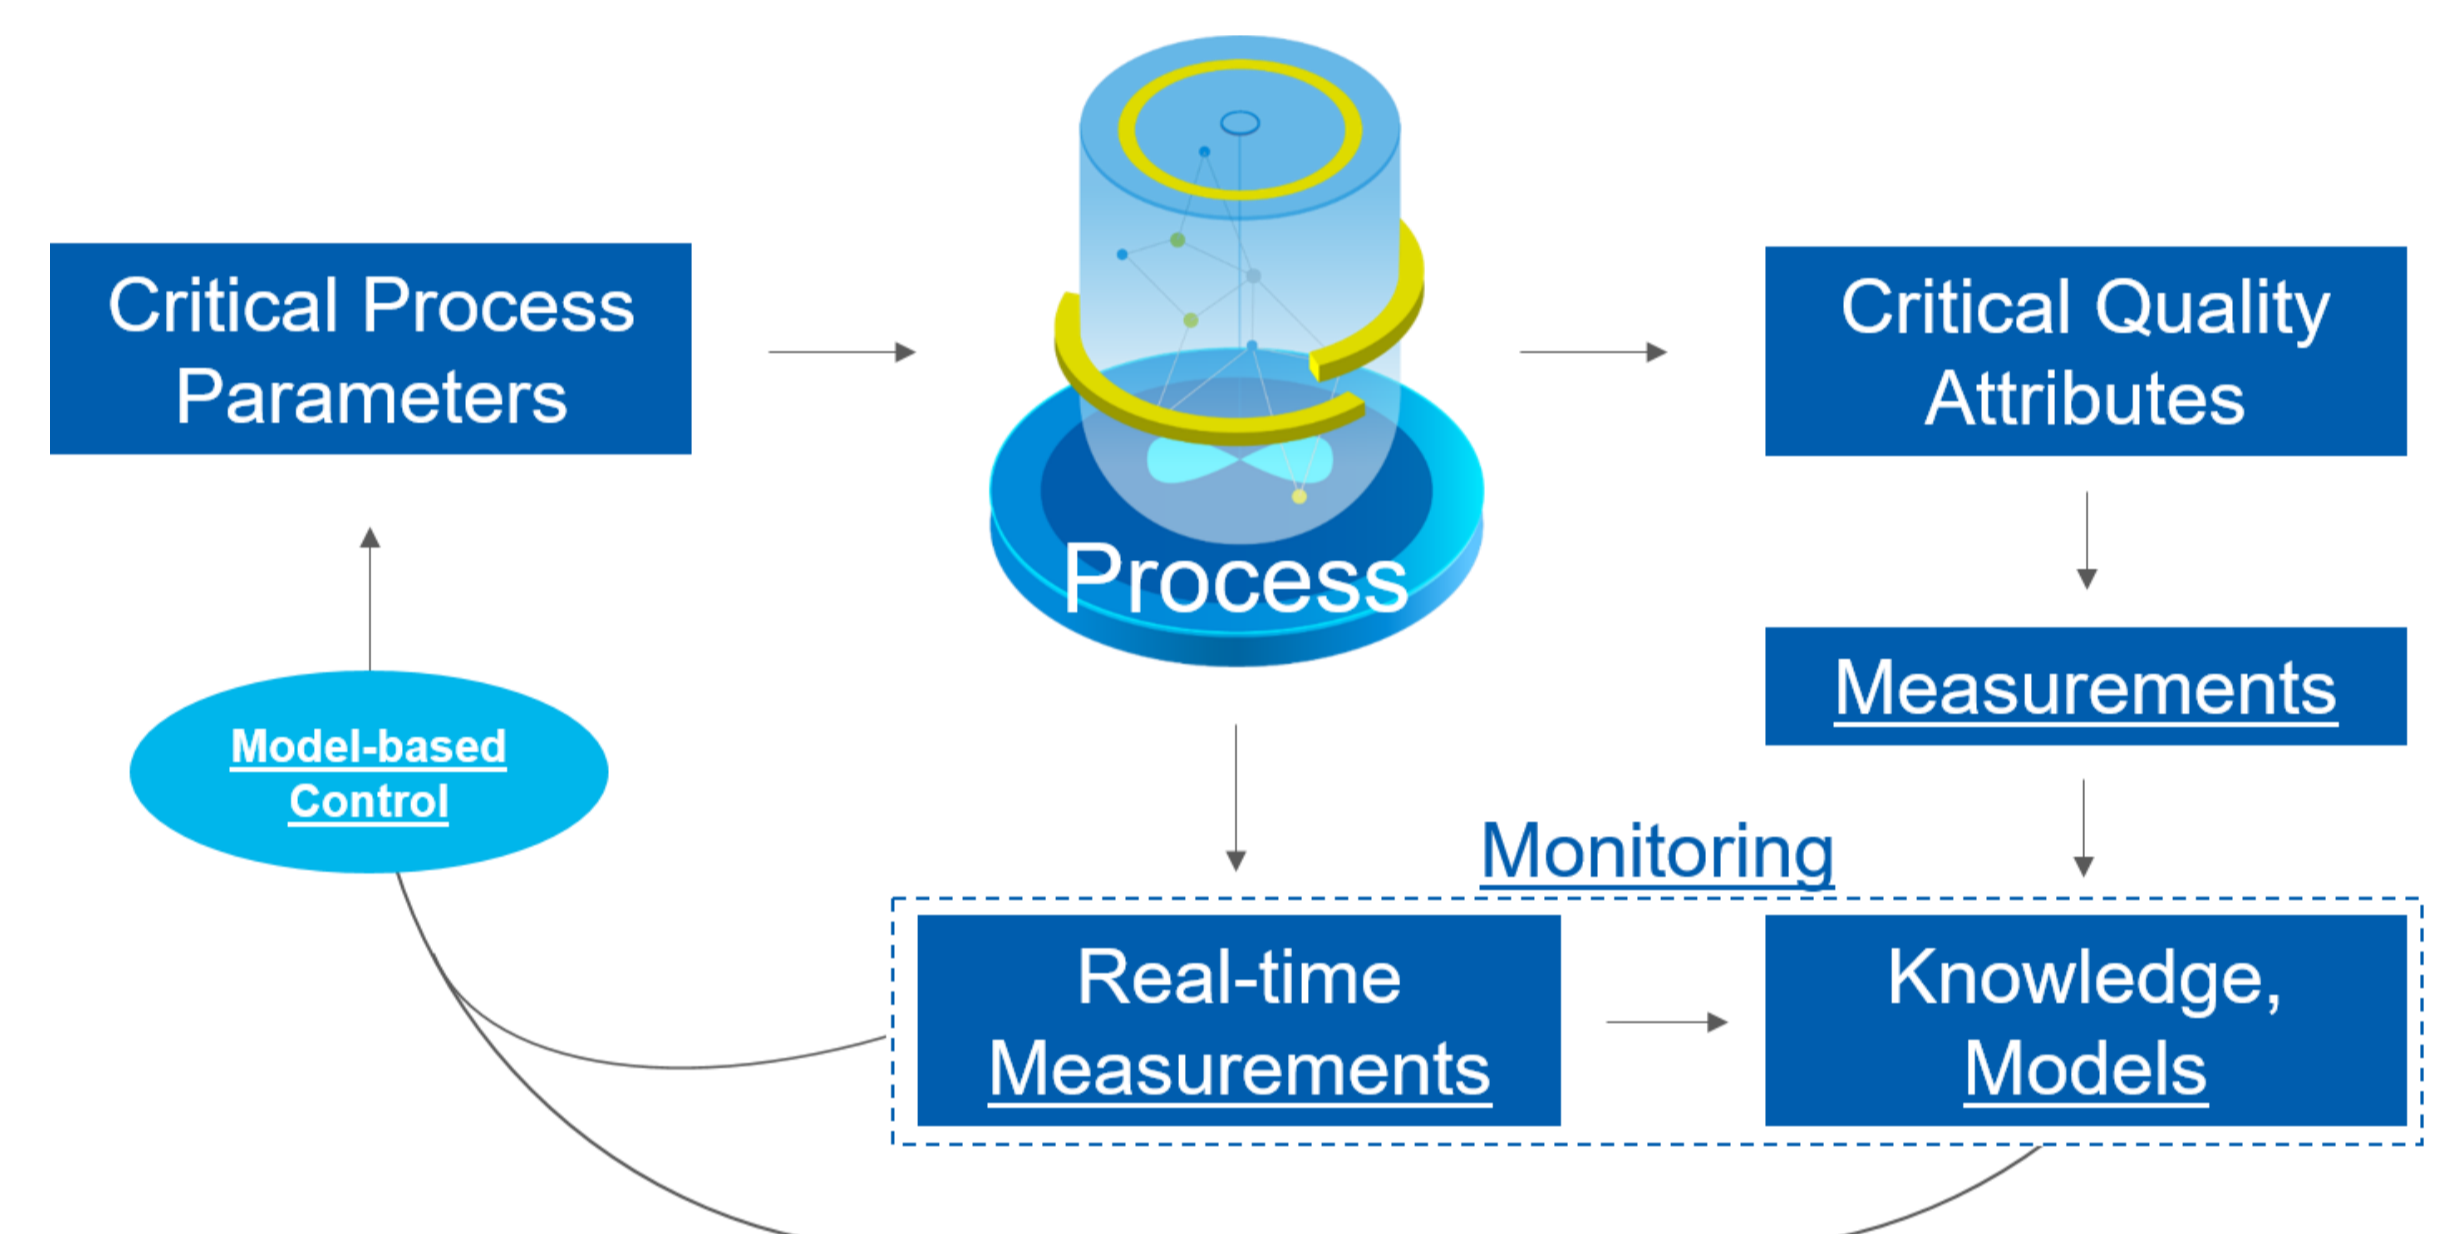 Critical Process
Parameters
Process
Critical Quality
Attributes
Measurements
Model-based
Control
Monitoring
Real-time
Measurements
Knowledge,
Models